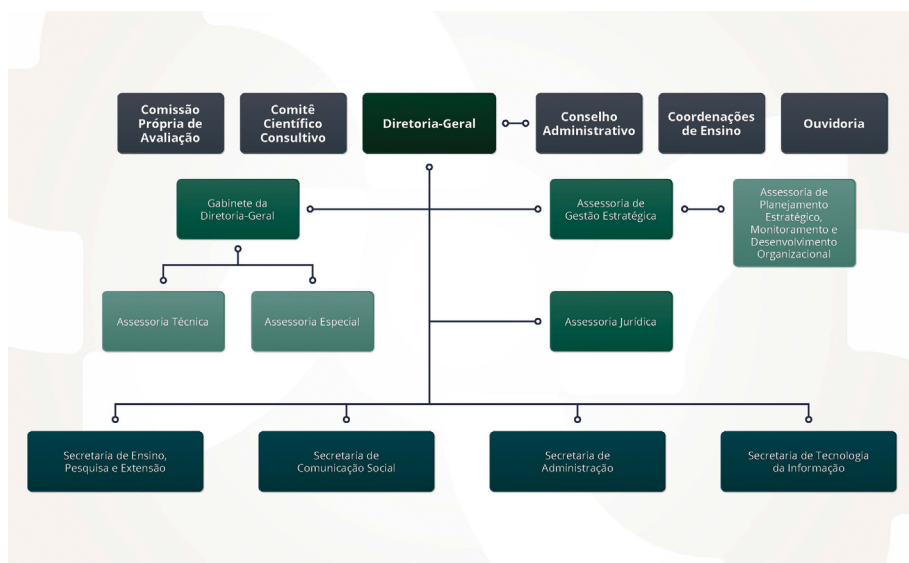 Comissão
Própria de
Avaliação
Comitê
Científico
Consultivo
Diretoria-Geral
Conselho
Administrativo
Coordenações
de Ensino
Ouvidoria
Gabinete da
Diretoria-Geral
Assessoria de
Gestão Estratégica
Assessoria de
Planejamento
Estratégico,
Monitoramento e
Desenvolvimento
Organizacional
Assessoria Técnica
Assessoria Especial
Assessoria Jurídica
Secretaria de Ensino,
Pesquisa e Extensão
Secretaria de
Comunicação Social
Secretaria de
Administração
Secretaria de Tecnologia
da Informação